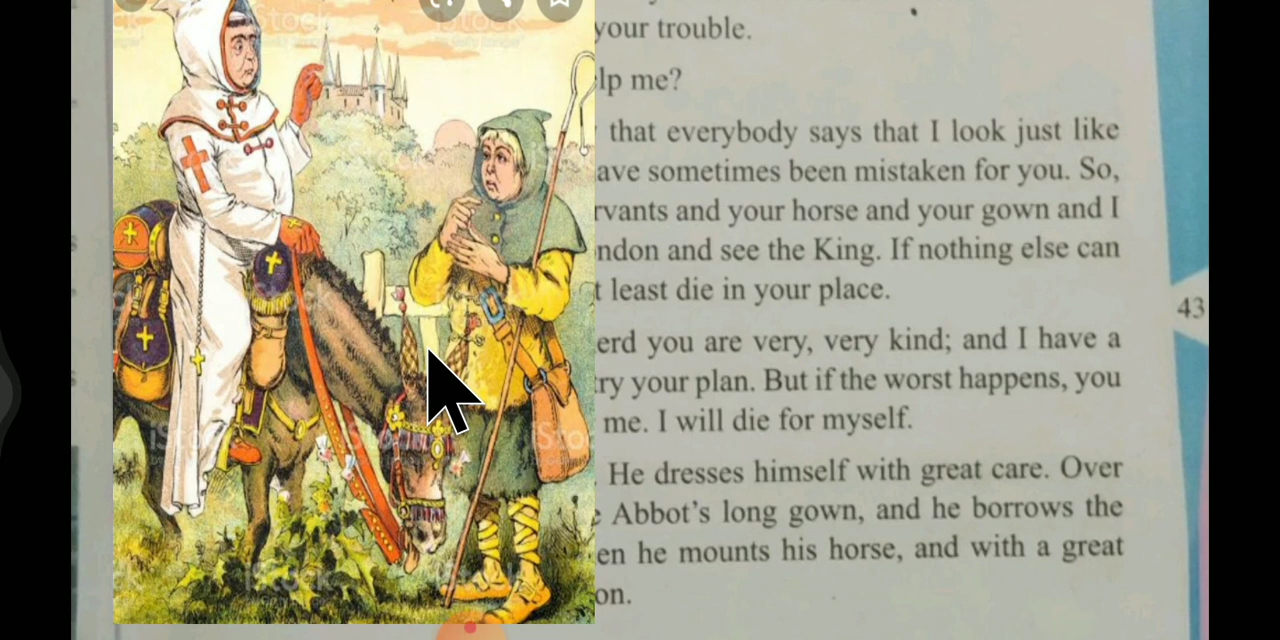 your trouble.
lp me?
that everybody says that I look just like
ave sometimes been mistaken for you. So,
rvants and your horse and your gown and I
ndon and see the King. If nothing else can
t least die in your place.
43
erd you are very, very kind; and I have a
ry your plan. But if the worst happens, you
me. I will die for myself.
He dresses himself with great care. Over
Abbot's long gown, and he borrows the
en he mounts his horse, and with a great
on.
iStock
iStock
iStock
iStock